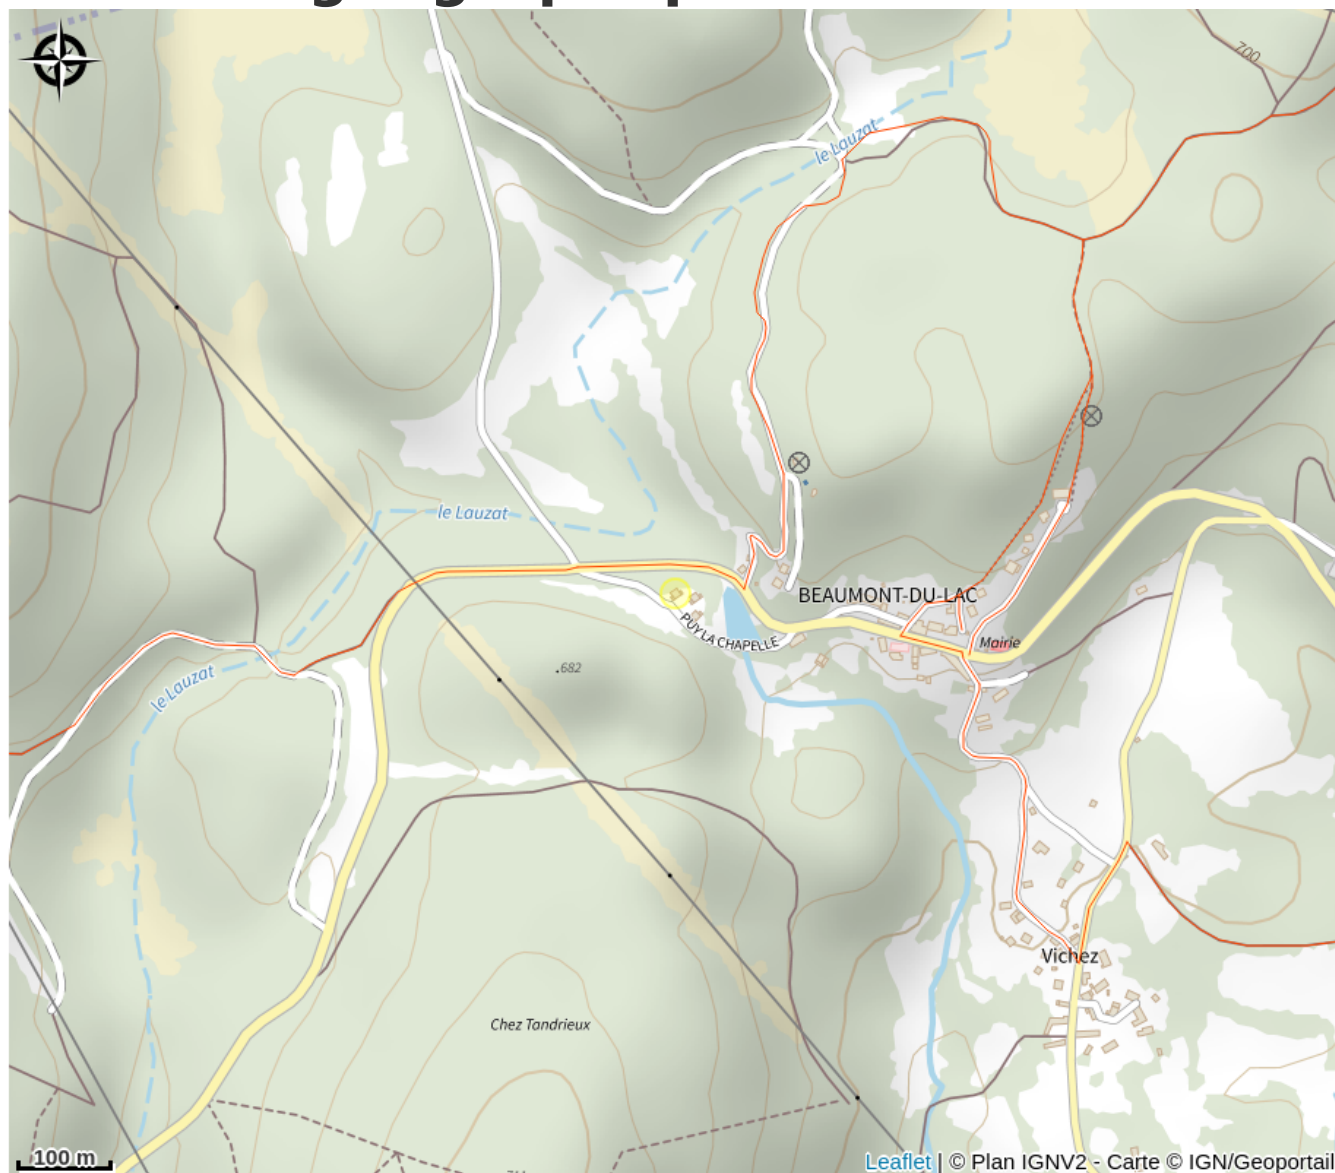 700
le Lauzat
le Lauzat
BEAUMONT-DU-LAC
PUY LA CHAPELLE
Mairie
.682
le Lauzat
Vichez
Chez Tandrieux
100 m
Leaflet | © Plan IGNV2 - Carte © IGN/Geoportail